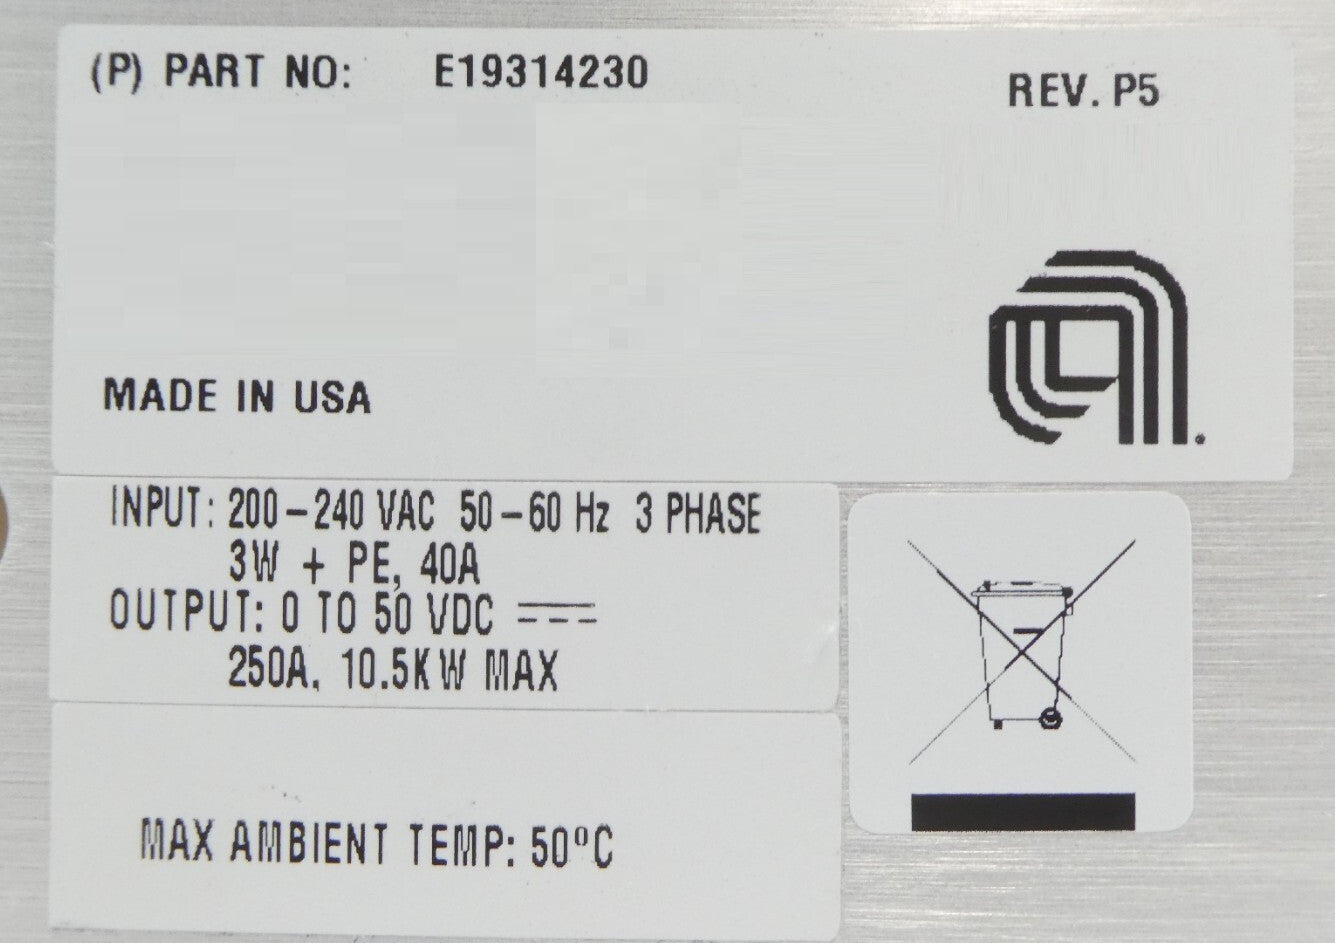 (P) PART NO: E19314230
REV. P5
MADE IN USA
INPUT: 200-240 VAC 50-60 Hz 3 PHASE
3W + PE, 40A
OUTPUT: 0 TO 50 VDC
250A, 10.5KW MAX
MAX AMBIENT TEMP: 50ºC